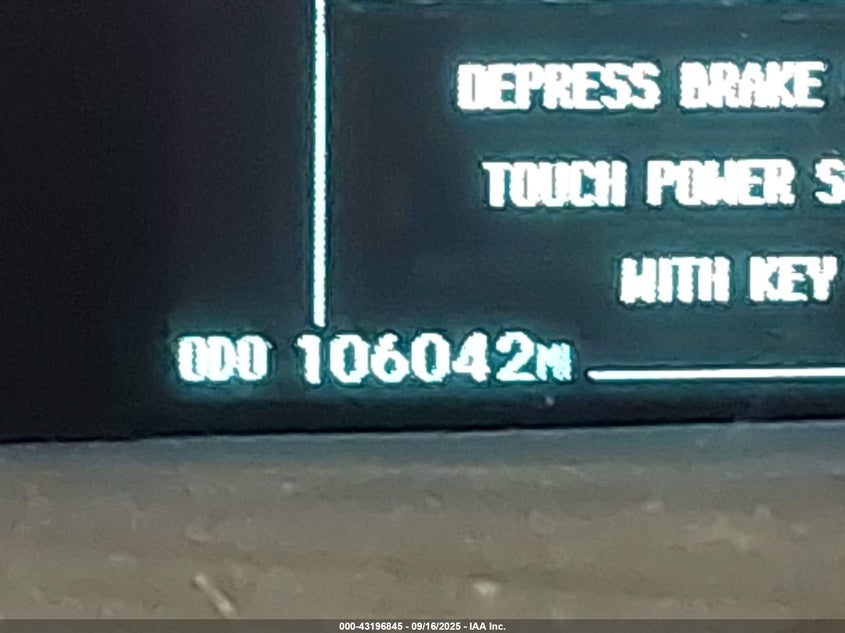 DEPRESS BRAKE
TOUCH POWER S
WITH KEY
ODO 106042MI
000-43196845 - 09/16/2025 - IAA Inc.